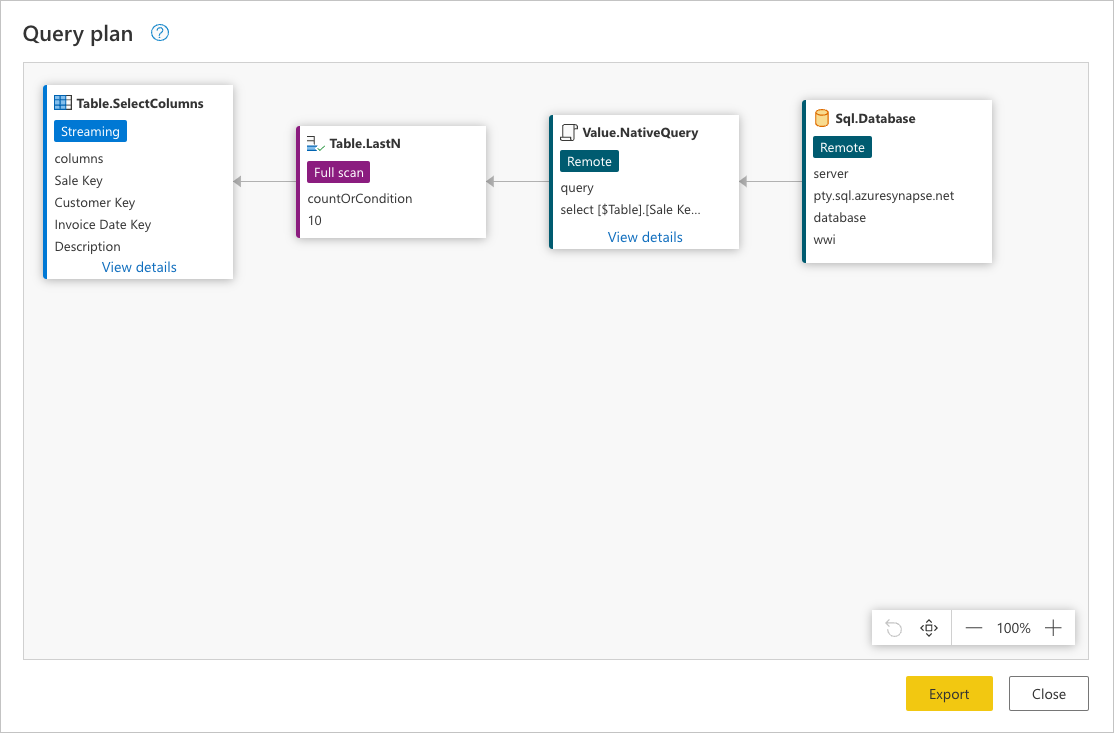 Query plan
Table.SelectColumns
Streaming
columns
Sale Key
Customer Key
Invoice Date Key
Description
View details
Table.LastN
Full scan
countOrCondition
10
Value.NativeQuery
Remote
query
select [$Table].[Sale Ke...
View details
Sql.Database
Remote
server
pty.sql.azuresynapse.net
database
wwi
100%
Export
Close